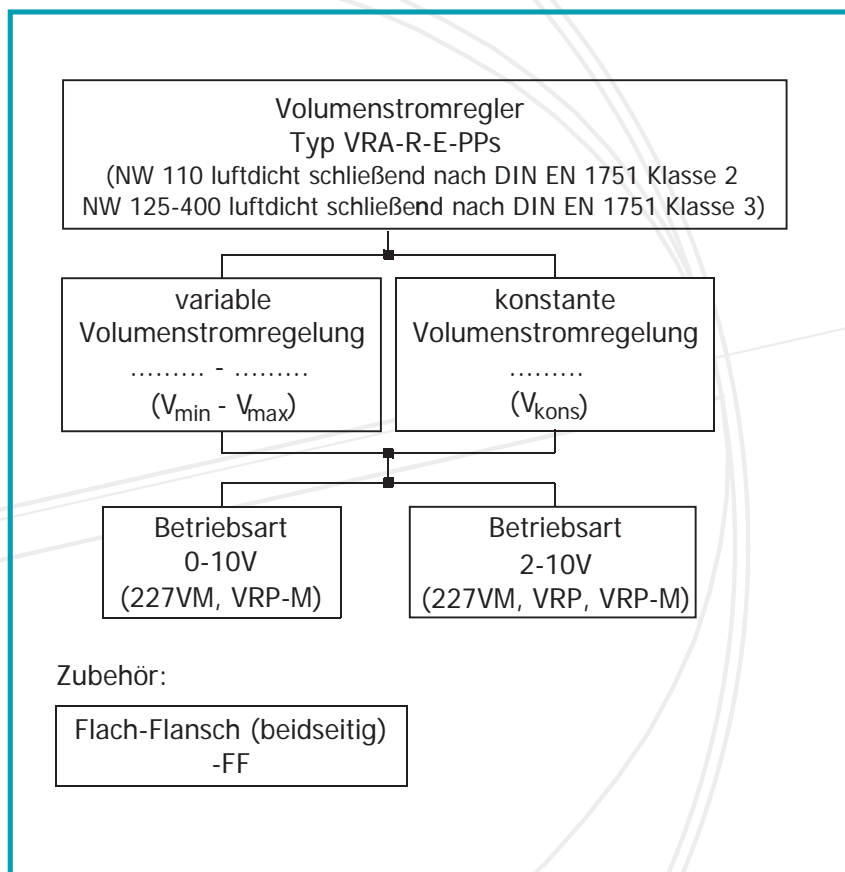 Volumenstromregler
Typ VRA-R-E-PPs
(NW 110 luftdicht schließend nach DIN EN 1751 Klasse 2
NW 125-400 luftdicht schließend nach DIN EN 1751 Klasse 3)
variable
Volumenstromregelung
......... - .........
(Vmin - Vmax)
konstante
Volumenstromregelung
.........
(Vkons)
Betriebsart
0-10V
(227VM, VRP-M)
Betriebsart
2-10V
(227VM, VRP, VRP-M)
Zubehör:
Flach-Flansch (beidseitig)
-FF